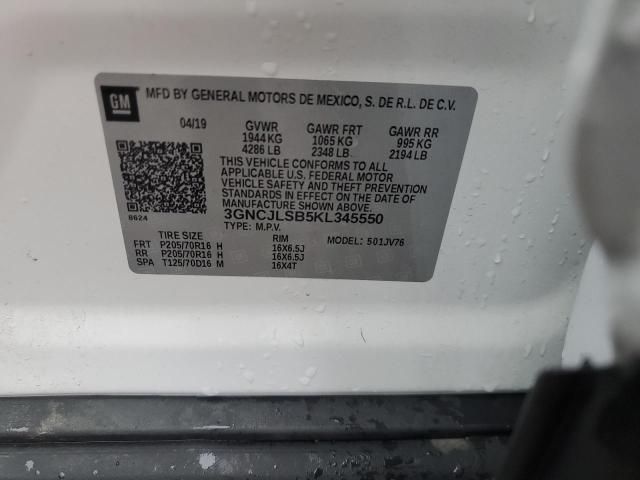 GM
MFD BY GENERAL MOTORS DE MEXICO, S. DE R.L. DE C.V.
04/19 GVWR GAWR FRT GAWR RR
1944 KG 1065 KG 995 KG
4286 LB 2348 LB 2194 LB
THIS VEHICLE CONFORMS TO ALL
APPLICABLE U.S. FEDERAL MOTOR
VEHICLE SAFETY AND THEFT PREVENTION
STANDARDS IN EFFECT ON THE DATE OF
MANUFACTURE SHOWN ABOVE.
8624 3GNCJLSB5KL345550
TYPE: M.P.V.
TIRE SIZE RIM MODEL: 501JV76
FRT P205/70R16 H 16X6.5J
RR P205/70R16 H 16X6.5J
SPA T125/70D16 M 16X4T